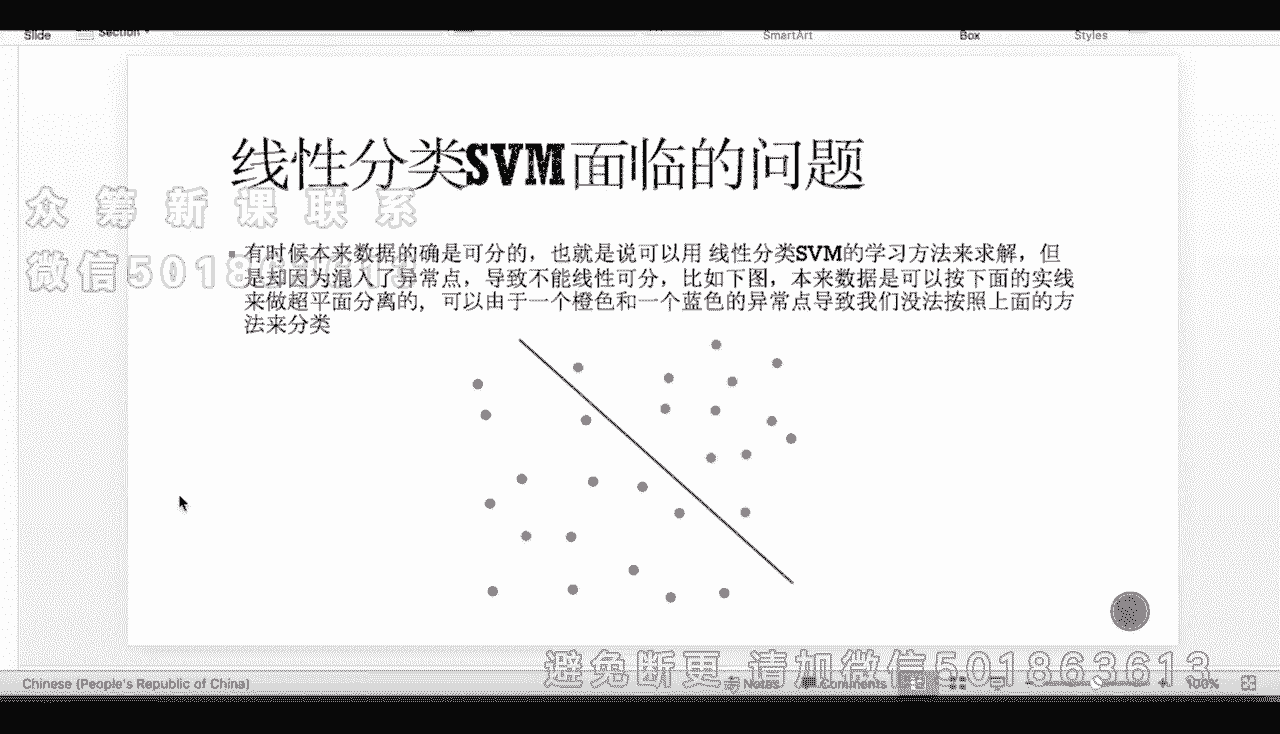 Slide
Section
SmartArt
Box
Styles
线性分类SVM面临的问题
众筹新课联系
微信501863613
有时候本来数据的确是可分的，也就是说可以用 线性分类SVM的学习方法来求解，但
是却因为混入了异常点，导致不能线性可分，比如下图，本来数据是可以按下面的实线
来做超平面分离的，可以由于一个橙色和一个蓝色的异常点导致我们没法按照上面的方
法来分类
避免断更 请加微信501863613
Chinese (People's Republic of China)
Notes
Comments
100%